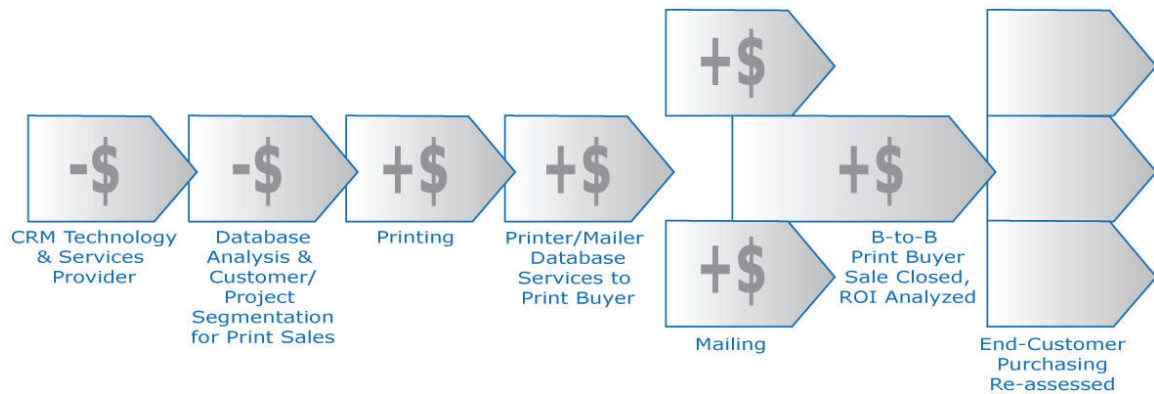 +$
-$
-$
+$
+$
+$
CRM Technology
& Services
Provider
Database
Analysis &
Customer/
Project
Segmentation
for Print Sales
Printing
Printer/Mailer
Database
Services to
Print Buyer
+$
Mailing
B-to-B
Print Buyer
Sale Closed,
ROI Analyzed
End-Customer
Purchasing
Re-assessed